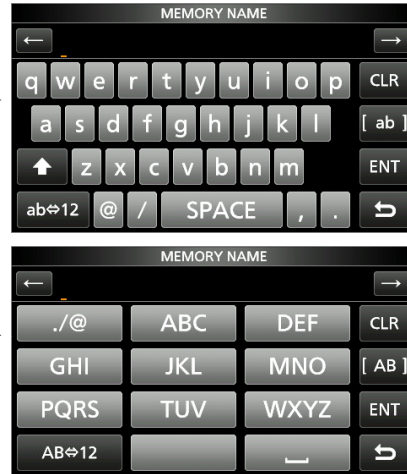 MEMORY NAME
← →
q w e r t y u i o p CLR
a s d f g h j k l [ ab ]
z x c v b n m ENT
ab⇔12 @ / SPACE , .
MEMORY NAME
← →
./@ ABC DEF CLR
GHI JKL MNO [ AB ]
PQRS TUV WXYZ ENT
AB⇔12